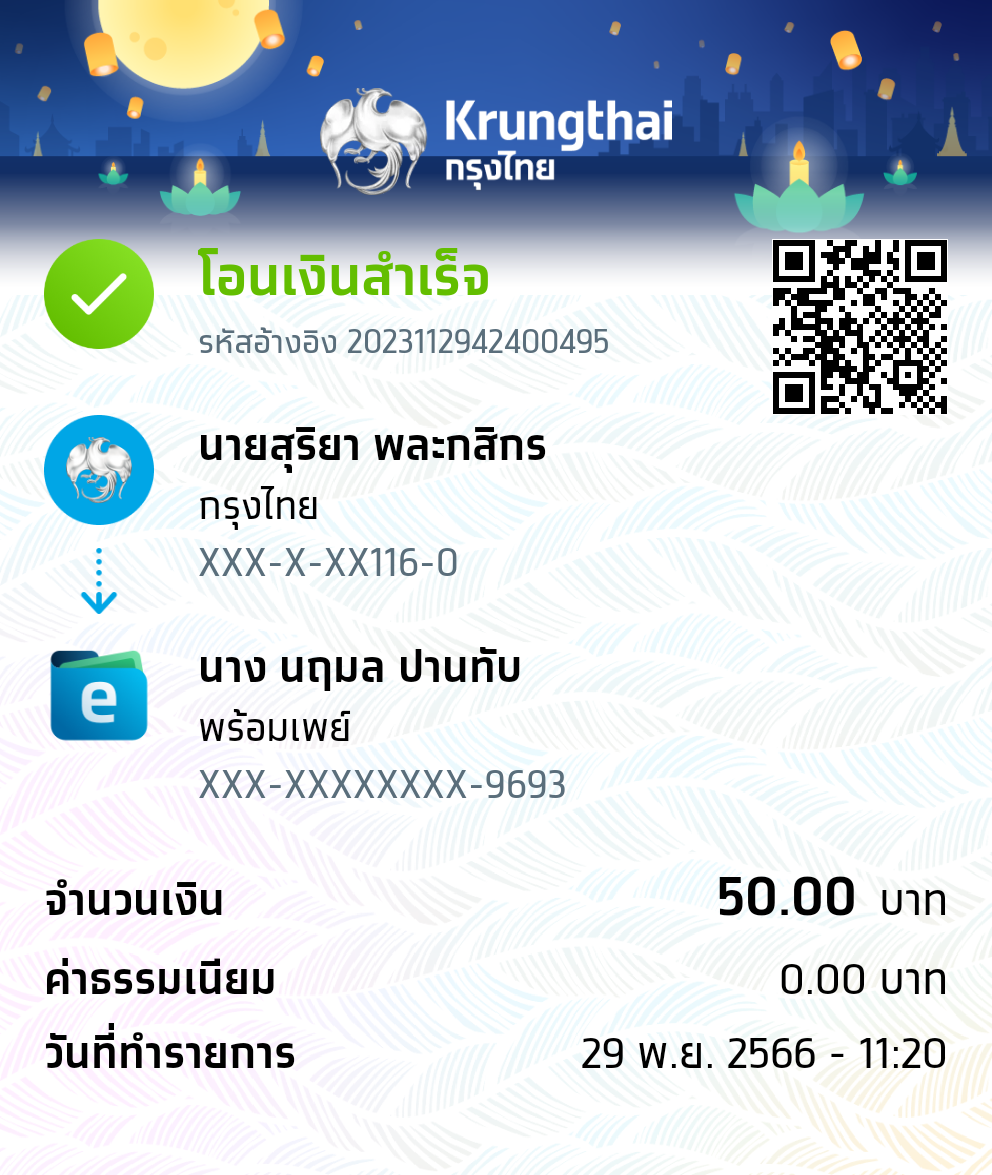 Krungthai
กรุงไทย
โอนเงินสำเร็จ
รหัสอ้างอิง 2023112942400495
นายสุริยา พละกสิกร
กรุงไทย
XXX-X-XX116-0
e
นาง นฤมล ปานทับ
พร้อมเพย์
XXX-XXXXXXXX-9693
จำนวนเงิน 50.00 บาท
ค่าธรรมเนียม 0.00 บาท
วันที่ทำรายการ 29 พ.ย. 2566 - 11:20